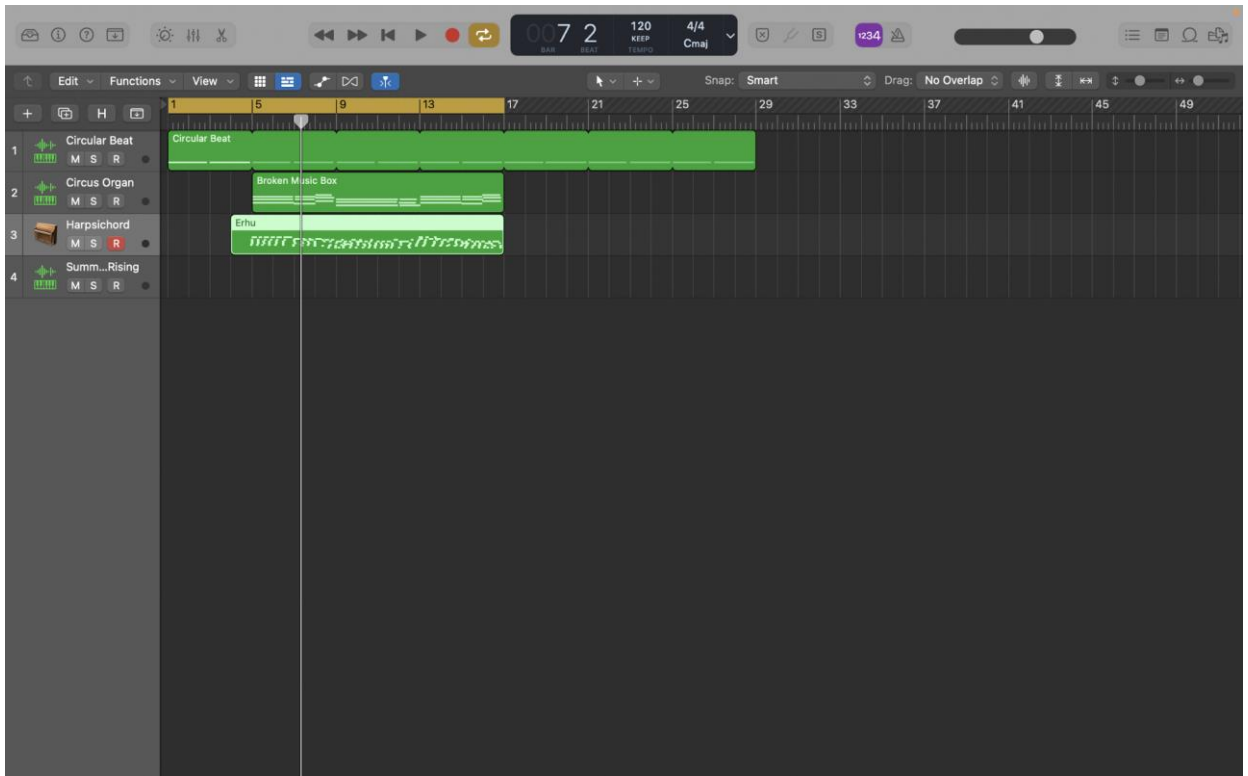 007 2
BAR BEAT
120
KEEP
TEMPO
4/4
Cmaj
S
1234
Edit Functions View
Snap: Smart
Drag: No Overlap
H
1 5 9 13 17 21 25 29 33 37 41 45 49
1 Circular Beat
M S R
Circular Beat
2 Circus Organ
M S R
Broken Music Box
3 Harpsichord
M S R
Erhu
4 Summ...Rising
M S R